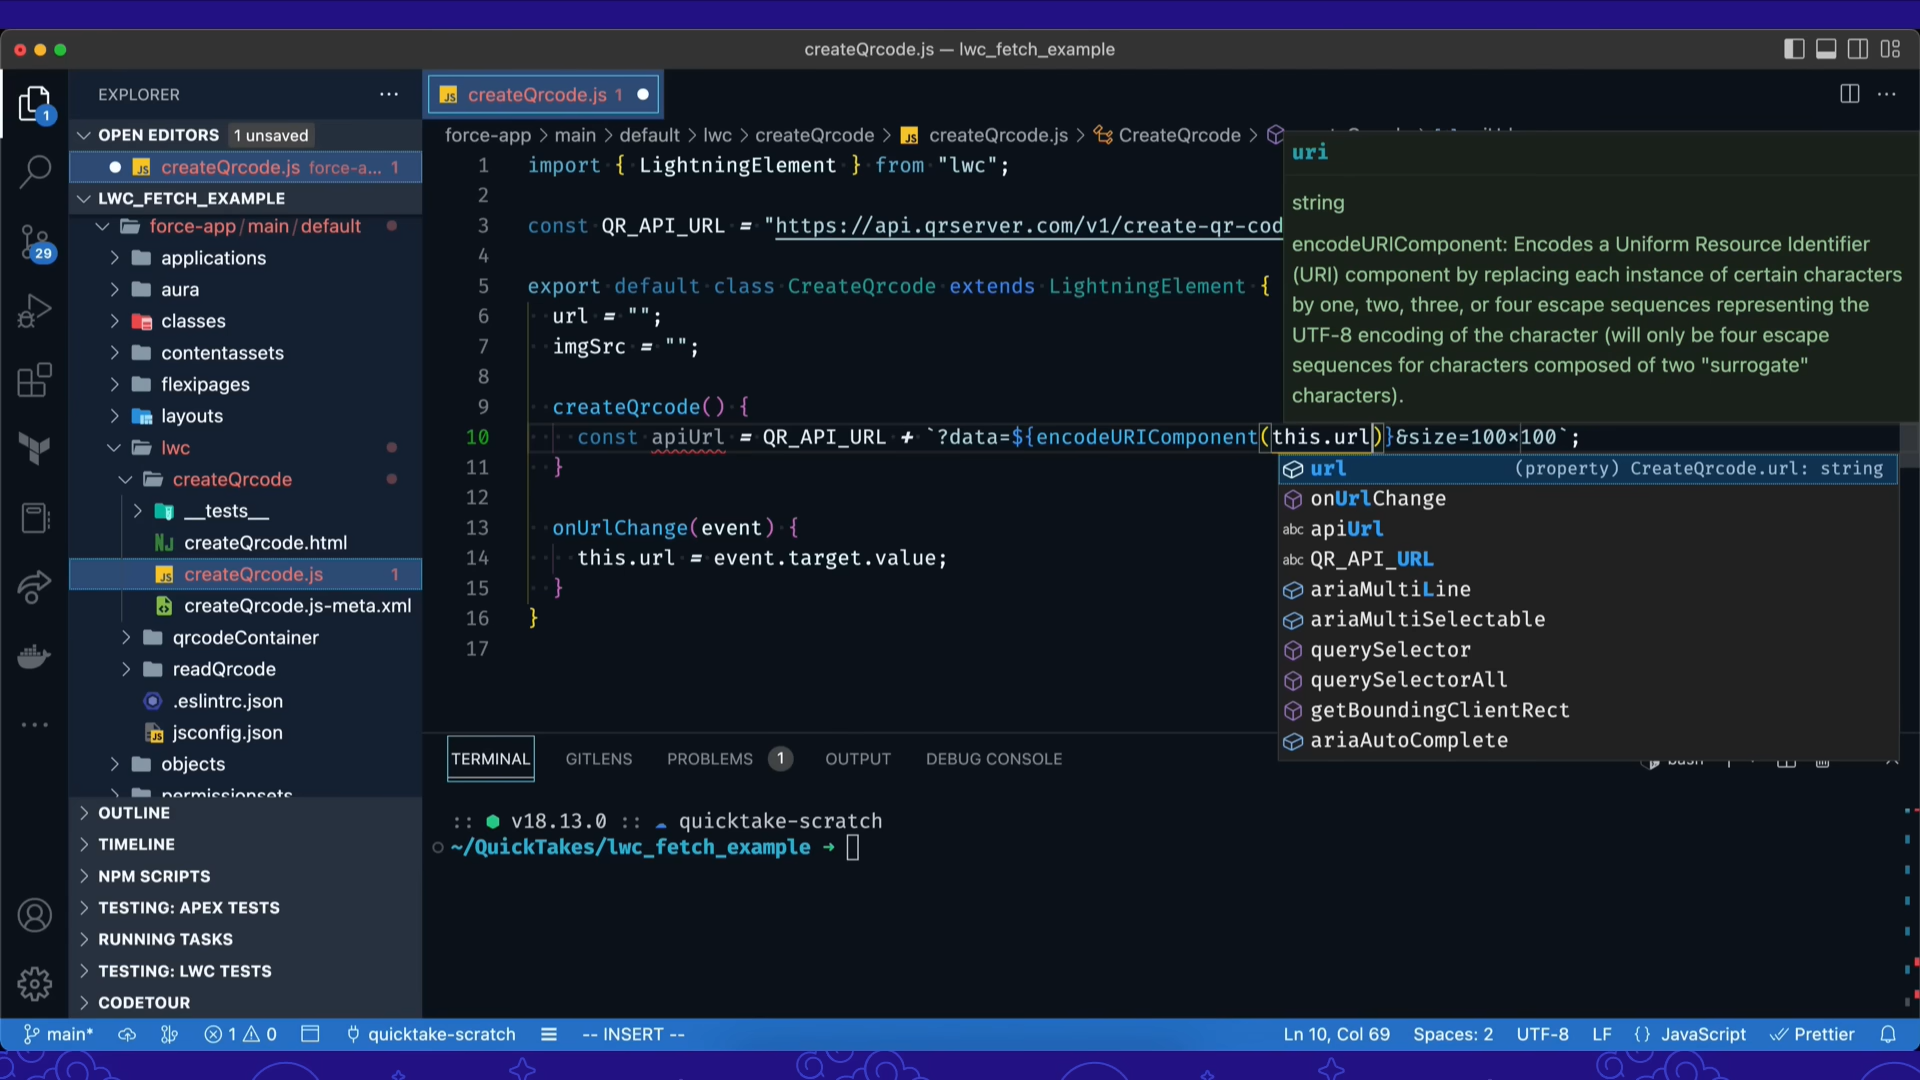 createQrcode.js — lwc_fetch_example
EXPLORER
OPEN EDITORS 1 unsaved
createQrcode.js force-a... 1
LWC_FETCH_EXAMPLE
force-app/main/default
applications
aura
classes
contentassets
flexipages
layouts
lwc
createQrcode
__tests__
createQrcode.html
createQrcode.js 1
createQrcode.js-meta.xml
qrcodeContainer
readQrcode
.eslintrc.json
jsconfig.json
objects
permissionsets
OUTLINE
TIMELINE
NPM SCRIPTS
TESTING: APEX TESTS
RUNNING TASKS
TESTING: LWC TESTS
CODETOUR
1
29
createQrcode.js 1
force-app > main > default > lwc > createQrcode > createQrcode.js > CreateQrcode >
1 import { LightningElement } from "lwc";
2
3 const QR_API_URL = "https://api.qrserver.com/v1/create-qr-cod
4
5 export default class CreateQrcode extends LightningElement {
6 url = "";
7 imgSrc = "";
8
9 createQrcode() {
10 const apiUrl = QR_API_URL + `?data=${encodeURIComponent(this.url)}&size=100×100`;
11 }
12
13 onUrlChange(event) {
14 this.url = event.target.value;
15 }
16 }
17
uri
string
encodeURIComponent: Encodes a Uniform Resource Identifier
(URI) component by replacing each instance of certain characters
by one, two, three, or four escape sequences representing the
UTF-8 encoding of the character (will only be four escape
sequences for characters composed of two "surrogate"
characters).
url (property) CreateQrcode.url: string
onUrlChange
abc apiUrl
abc QR_API_URL
ariaMultiLine
ariaMultiSelectable
querySelector
querySelectorAll
getBoundingClientRect
ariaAutoComplete
TERMINAL GITLENS PROBLEMS 1 OUTPUT DEBUG CONSOLE
:: v18.13.0 :: quicktake-scratch
~/QuickTakes/lwc_fetch_example →
main* 1 0 quicktake-scratch -- INSERT -- Ln 10, Col 69 Spaces: 2 UTF-8 LF {} JavaScript Prettier